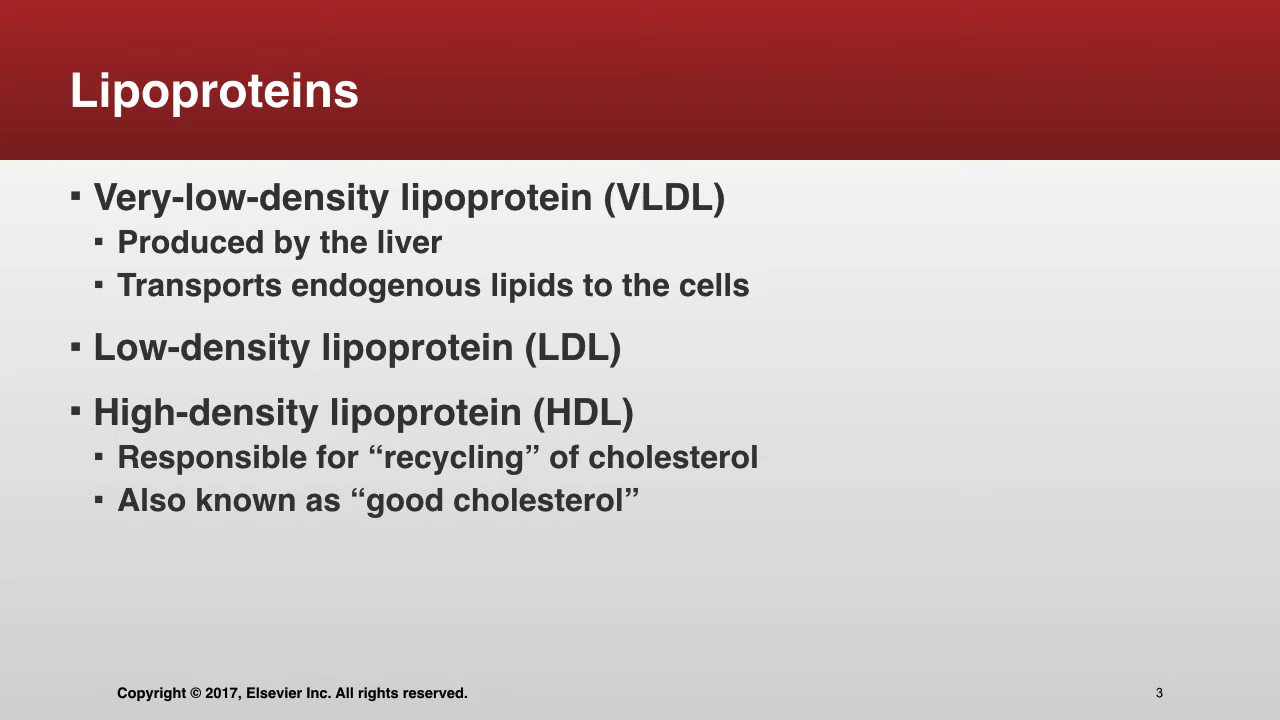 Lipoproteins
▪ Very-low-density lipoprotein (VLDL)
▪ Produced by the liver
▪ Transports endogenous lipids to the cells
▪ Low-density lipoprotein (LDL)
▪ High-density lipoprotein (HDL)
▪ Responsible for “recycling” of cholesterol
▪ Also known as “good cholesterol”
Copyright © 2017, Elsevier Inc. All rights reserved.
3